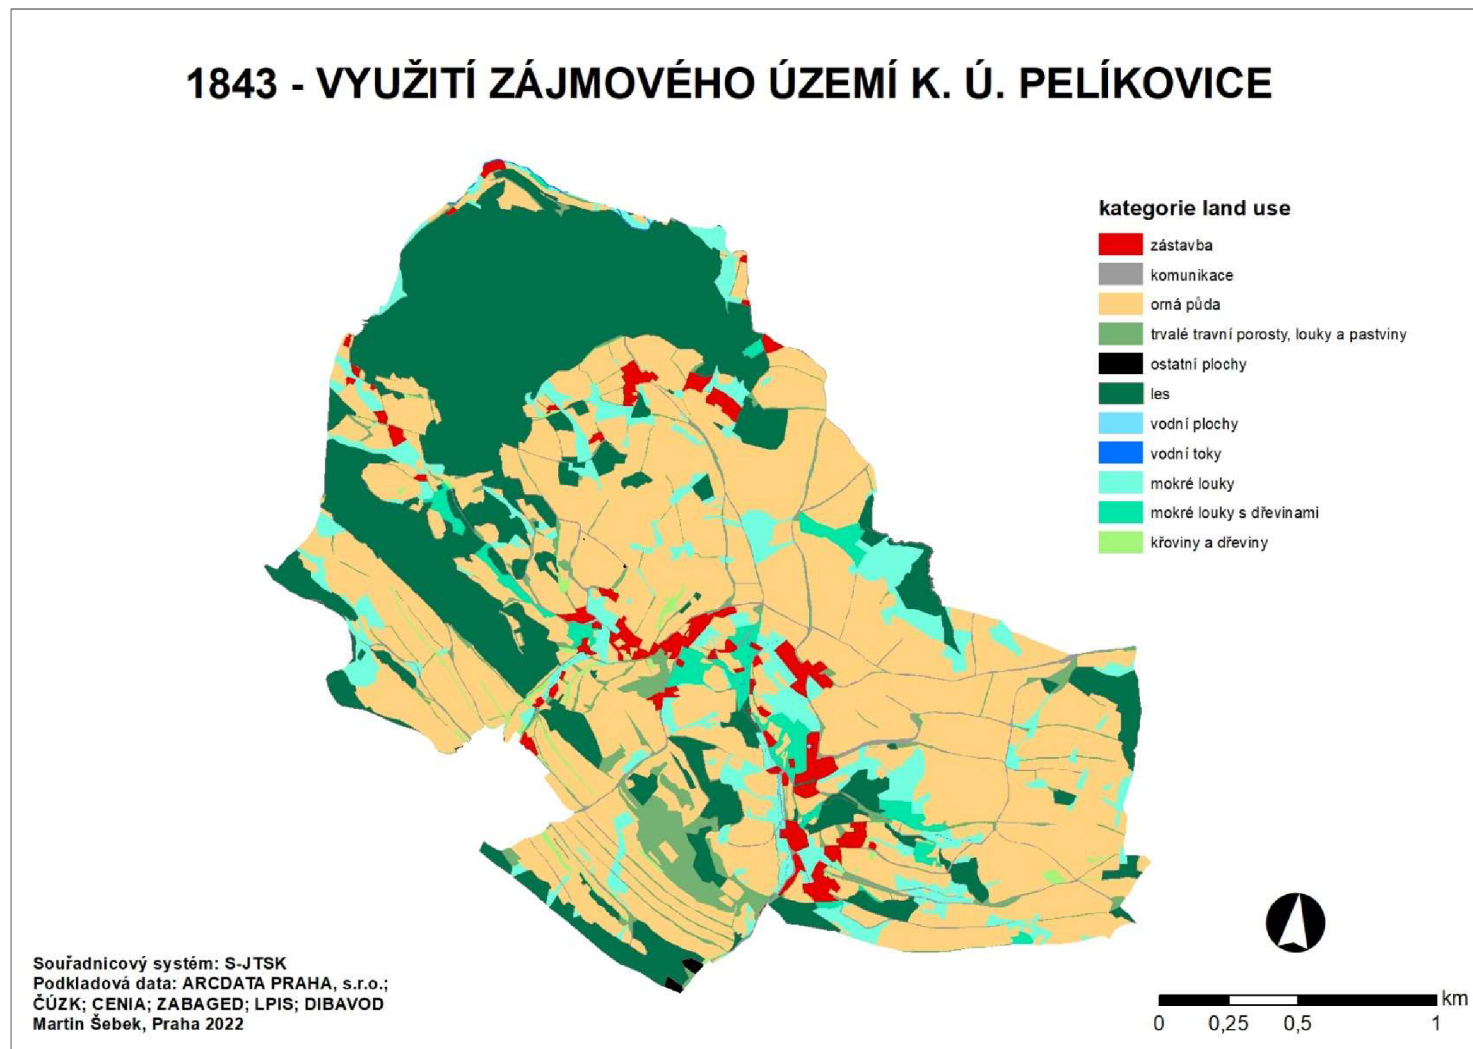 1843 - VYUŽITÍ ZÁJMOVÉHO ÚZEMÍ K. Ú. PELÍKOVICE
kategorie land use
zástavba
komunikace
orná půda
trvalé travní porosty, louky a pastviny
ostatní plochy
les
vodní plochy
vodní toky
mokré louky
mokré louky s dřevinami
křoviny a dřeviny
Souřadnicový systém: S-JTSK
Podkladová data: ARCDATA PRAHA, s.r.o.;
ČÚZK; CENIA; ZABAGED; LPIS; DIBAVOD
Martin Šebek, Praha 2022
km
0 0,25 0,5 1